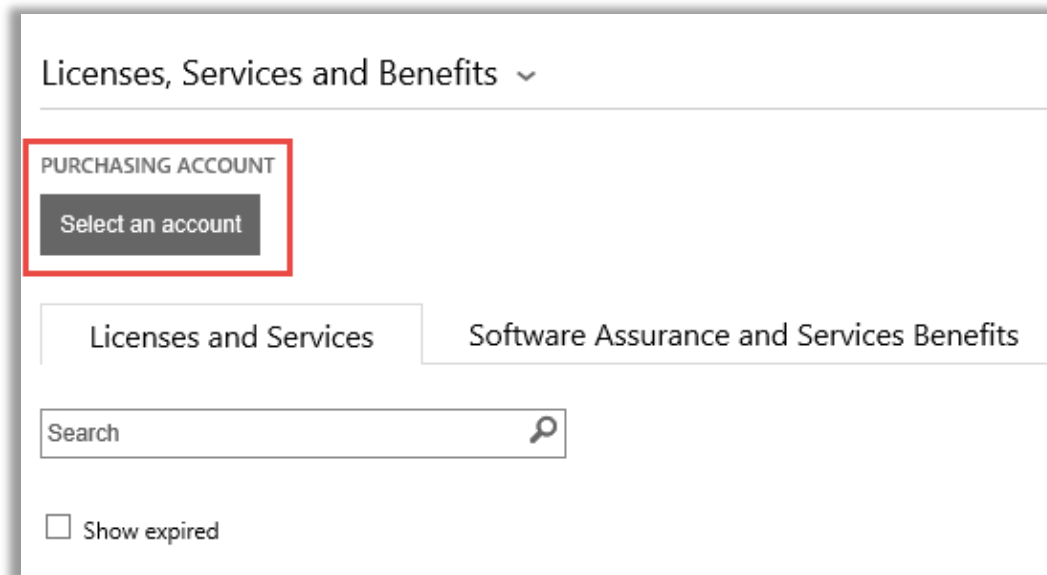 Licenses, Services and Benefits
PURCHASING ACCOUNT
Select an account
Licenses and Services
Software Assurance and Services Benefits
Search
Show expired